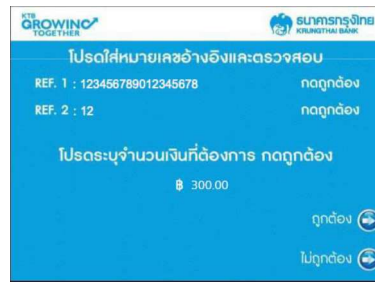 KTB
GROWING
TOGETHER
ธนาคารกรุงไทย
KRUNGTHAI BANK
โปรดใส่หมายเลขอ้างอิงและตรวจสอบ
REF. 1 : 123456789012345678 กดถูกต้อง
REF. 2 : 12 กดถูกต้อง
โปรดระบุจำนวนเงินที่ต้องการ กดถูกต้อง
฿ 300.00
ถูกต้อง
ไม่ถูกต้อง